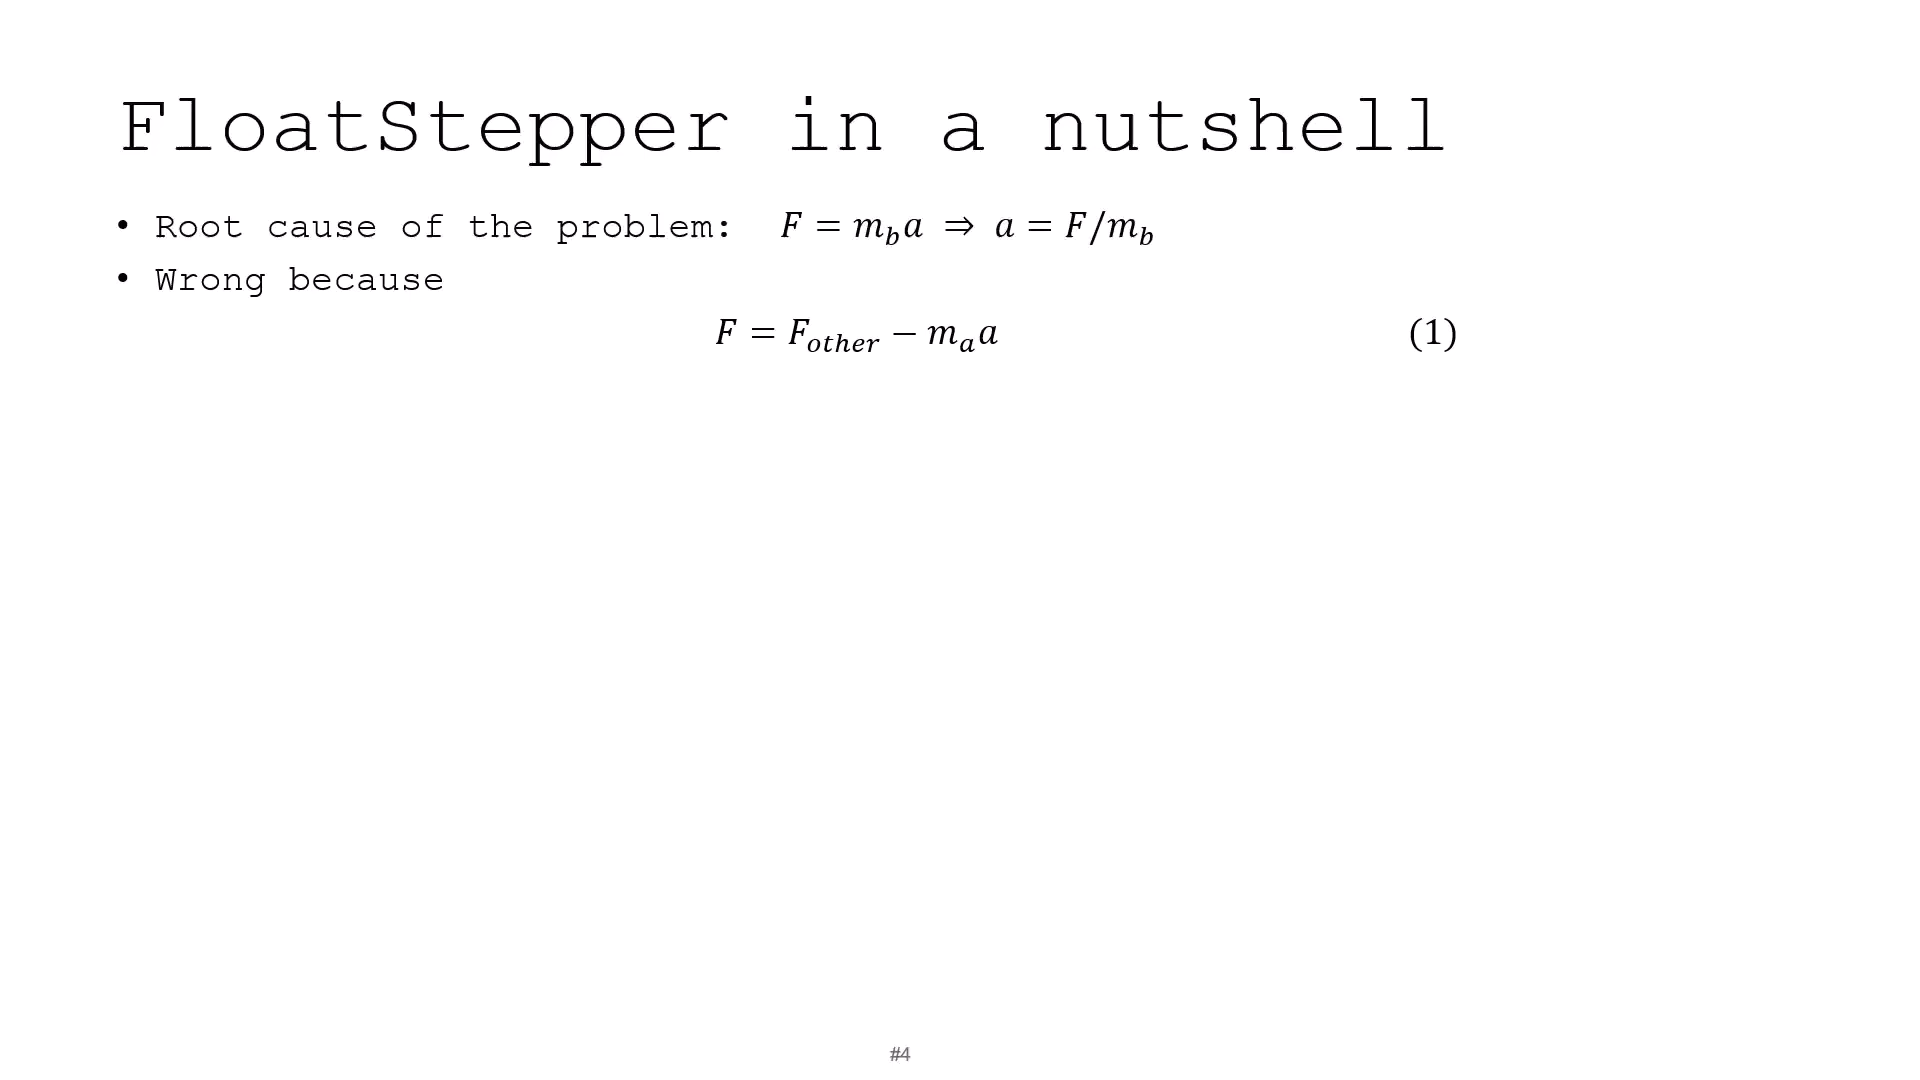 FloatStepper in a nutshell
• Root cause of the problem: F = m_b a ⇒ a = F/m_b
• Wrong because
F = F_other − m_a a (1)
#4